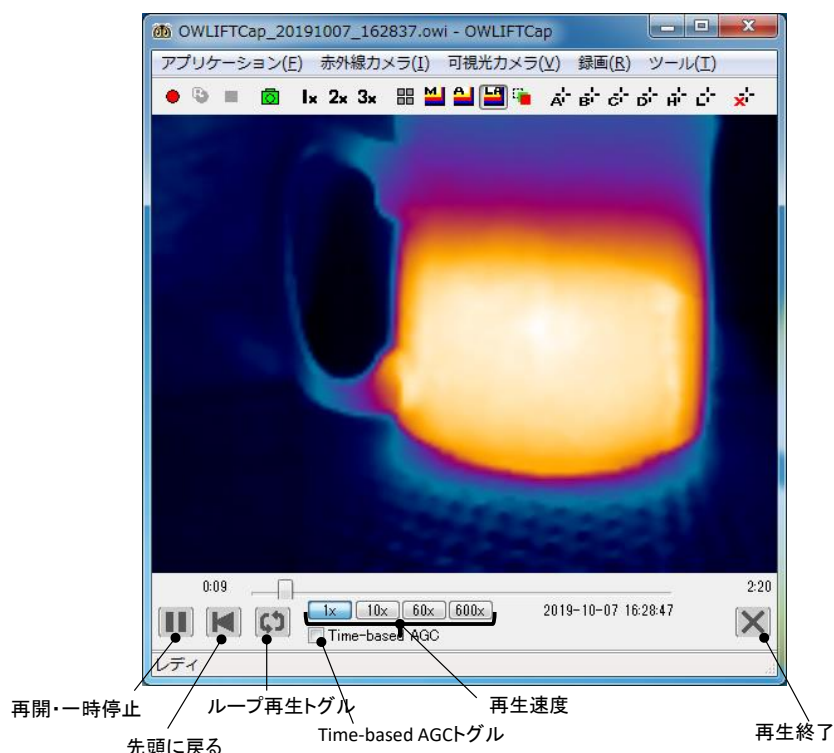 OWLIFTCap_20191007_162837.owi - OWLIFTCap
アプリケーション(F) 赤外線カメラ(I) 可視光カメラ(V) 録画(R) ツール(T)
1x 2x 3x M A LA A B C D H L X
0:09 2:20
1x 10x 60x 600x 2019-10-07 16:28:47
Time-based AGC
レディ
再開・一時停止
ループ再生トグル
再生速度
先頭に戻る
Time-based AGCトグル
再生終了